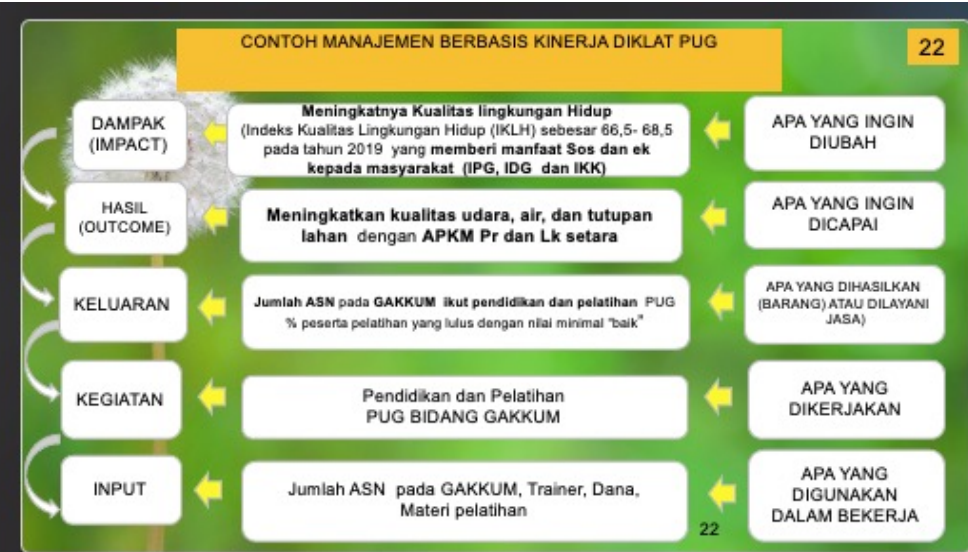 CONTOH MANAJEMEN BERBASIS KINERJA DIKLAT PUG
22
DAMPAK
(IMPACT)
Meningkatnya Kualitas lingkungan Hidup
(Indeks Kualitas Lingkungan Hidup (IKLH) sebesar 66,5- 68,5
pada tahun 2019 yang memberi manfaat Sos dan ek
kepada masyarakat (IPG, IDG dan IKK)
APA YANG INGIN
DIUBAH
HASIL
(OUTCOME)
Meningkatkan kualitas udara, air, dan tutupan
lahan dengan APKM Pr dan Lk setara
APA YANG INGIN
DICAPAI
KELUARAN
Jumlah ASN pada GAKKUM ikut pendidikan dan pelatihan PUG
% peserta pelatihan yang lulus dengan nilai minimal "baik"
APA YANG DIHASILKAN
(BARANG) ATAU DILAYANI
JASA)
KEGIATAN
Pendidikan dan Pelatihan
PUG BIDANG GAKKUM
APA YANG
DIKERJAKAN
INPUT
Jumlah ASN pada GAKKUM, Trainer, Dana,
Materi pelatihan
APA YANG
DIGUNAKAN
DALAM BEKERJA
22